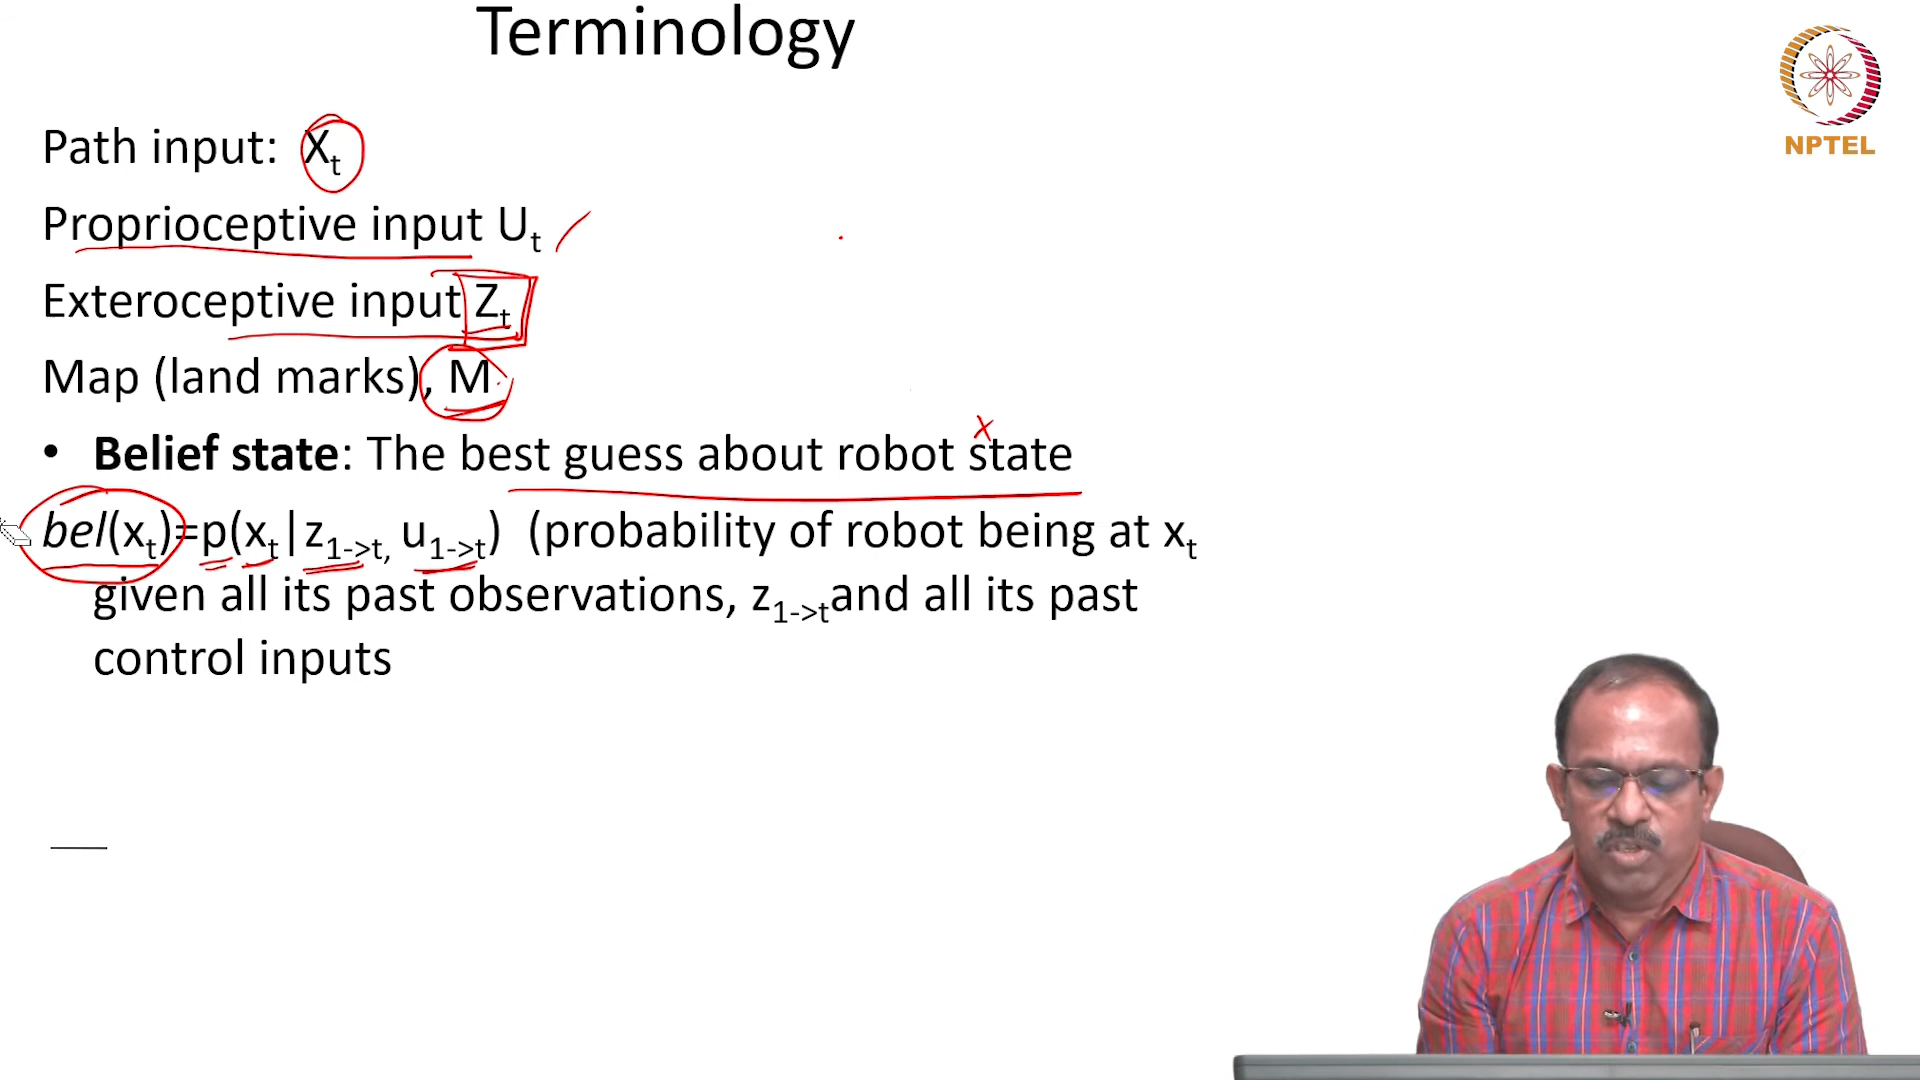 Terminology
NPTEL
Path input: Xt
Proprioceptive input Ut
Exteroceptive input Zt
Map (land marks), M
x
• Belief state: The best guess about robot state
bel(xt)=p(xt|z1->t, u1->t) (probability of robot being at xt
given all its past observations, z1->tand all its past
control inputs